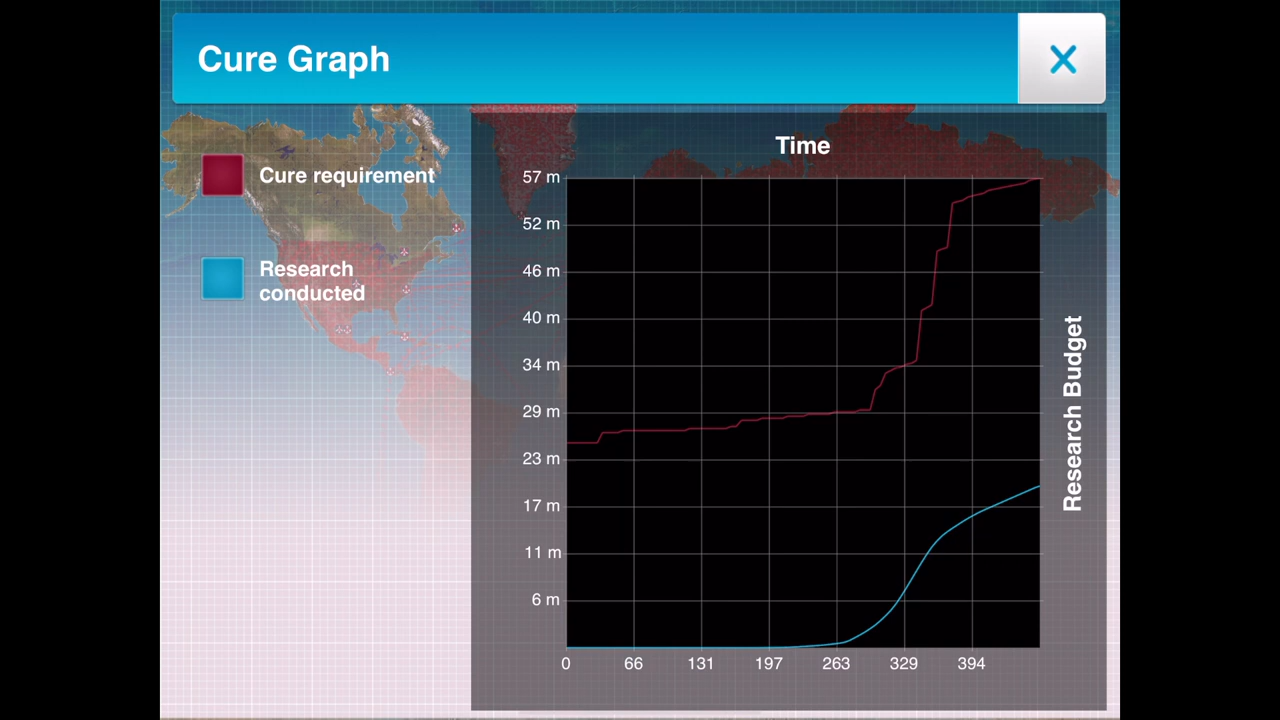 Cure Graph
Cure requirement
Research
conducted
Time
57 m
52 m
46 m
40 m
34 m
29 m
23 m
17 m
11 m
6 m
0 66 131 197 263 329 394
Research Budget